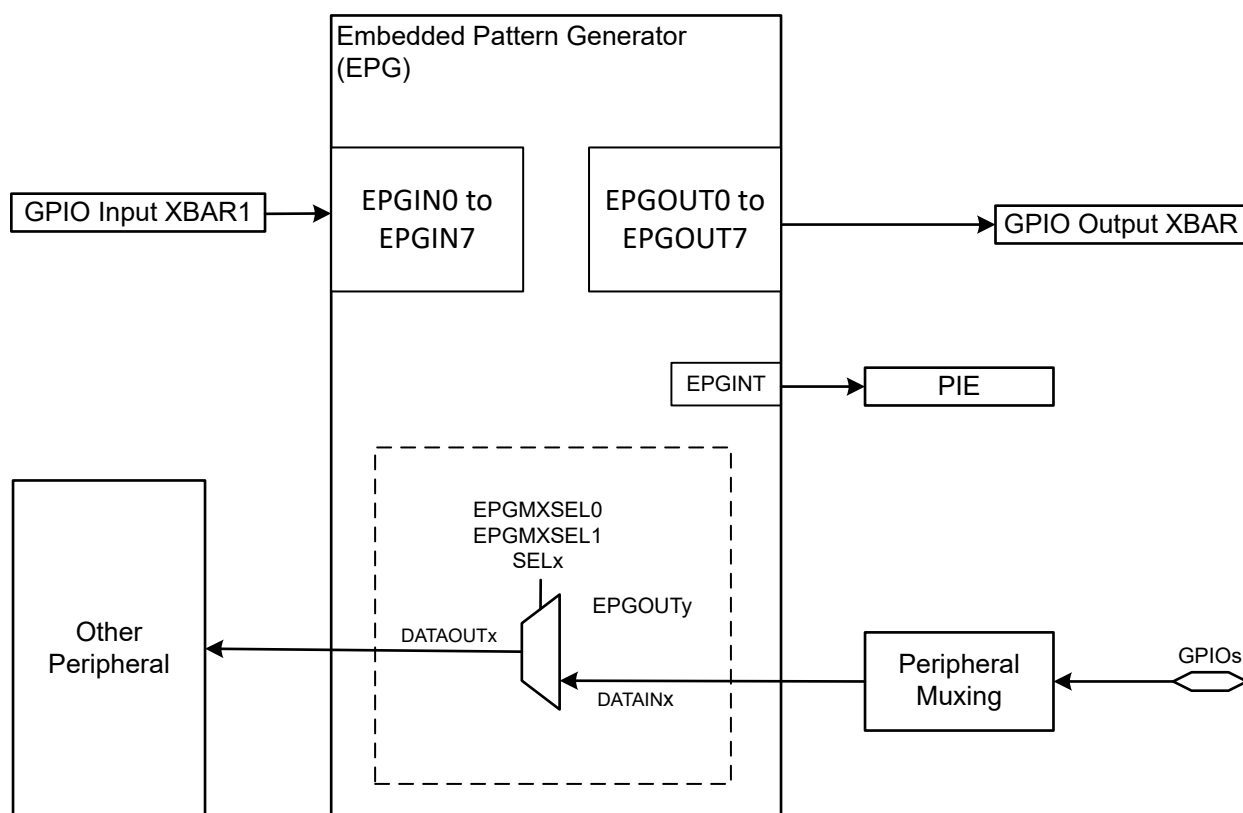 Embedded Pattern Generator
(EPG)
GPIO Input XBAR1
EPGIN0 to
EPGIN7
EPGOUT0 to
EPGOUT7
GPIO Output XBAR
EPGINT
PIE
EPGMXSEL0
EPGMXSEL1
SELx
EPGOUTy
DATAOUTx
DATAINx
Other
Peripheral
Peripheral
Muxing
GPIOs